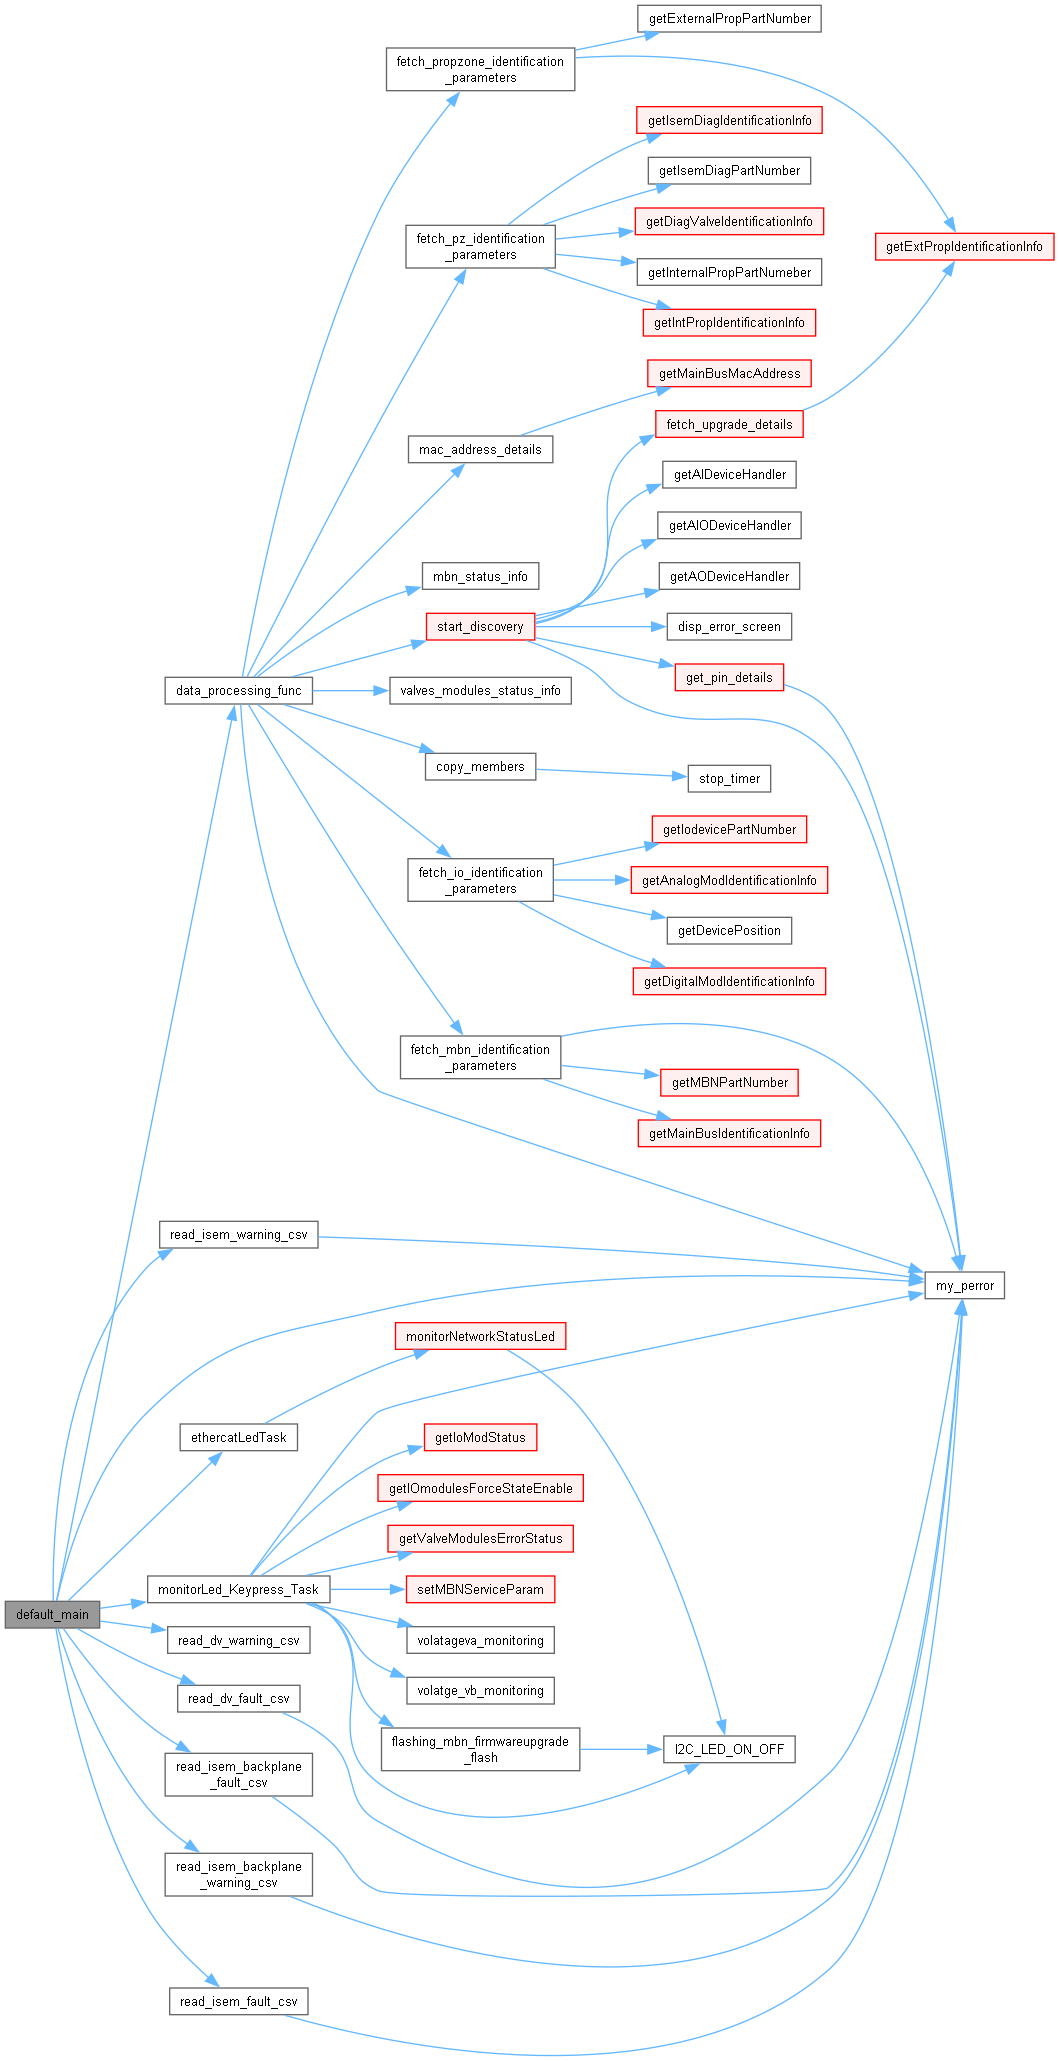 getExternalPropPartNumber
fetch_propzone_identification
_parameters
getIsemDiagIdentificationInfo
getIsemDiagPartNumber
getDiagValveIdentificationInfo
fetch_pz_identification
_parameters
getExtPropIdentificationInfo
getInternalPropPartNumeber
getIntPropIdentificationInfo
getMainBusMacAddress
fetch_upgrade_details
mac_address_details
getAIDeviceHandler
getAIODeviceHandler
mbn_status_info
getAODeviceHandler
start_discovery
disp_error_screen
get_pin_details
data_processing_func
valves_modules_status_info
copy_members
stop_timer
getIodevicePartNumber
fetch_io_identification
_parameters
getAnalogModIdentificationInfo
getDevicePosition
getDigitalModIdentificationInfo
fetch_mbn_identification
_parameters
getMBNPartNumber
getMainBusIdentificationInfo
read_isem_warning_csv
my_perror
monitorNetworkStatusLed
ethercatLedTask
getIoModStatus
getIOmodulesForceStateEnable
getValveModulesErrorStatus
monitorLed_Keypress_Task
setMBNServiceParam
default_main
read_dv_warning_csv
volatageva_monitoring
read_dv_fault_csv
volatge_vb_monitoring
flashing_mbn_firmwareupgrade
_flash
I2C_LED_ON_OFF
read_isem_backplane
_fault_csv
read_isem_backplane
_warning_csv
read_isem_fault_csv